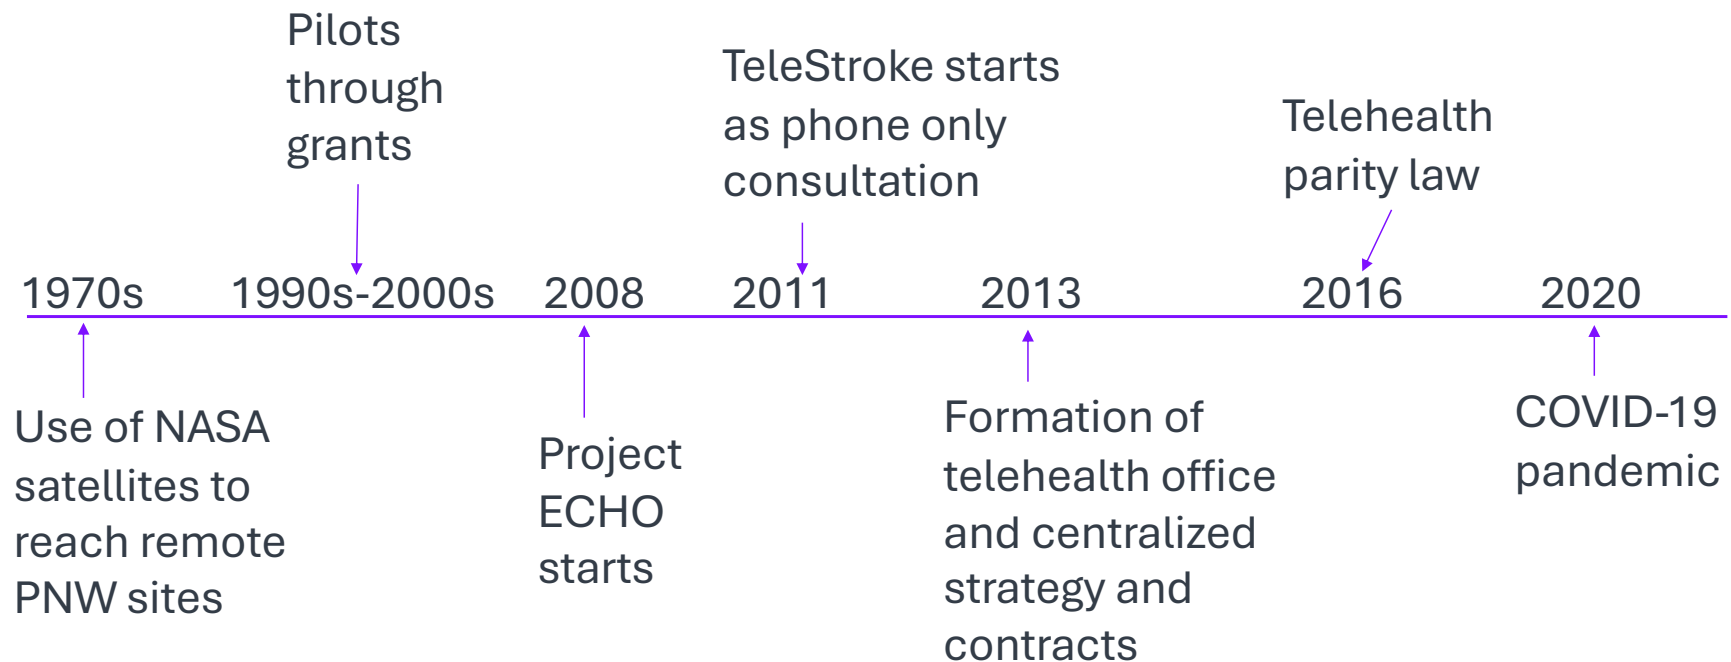 Pilots
through
grants
TeleStroke starts
as phone only
consultation
Telehealth
parity law
1970s 1990s-2000s 2008 2011 2013 2016 2020
Use of NASA
satellites to
reach remote
PNW sites
Project
ECHO
starts
Formation of
telehealth office
and centralized
strategy and
contracts
COVID-19
pandemic